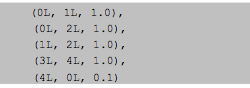 (0L, 1L, 1.0),
(0L, 2L, 1.0),
(1L, 2L, 1.0),
(3L, 4L, 1.0),
(4L, 0L, 0.1)